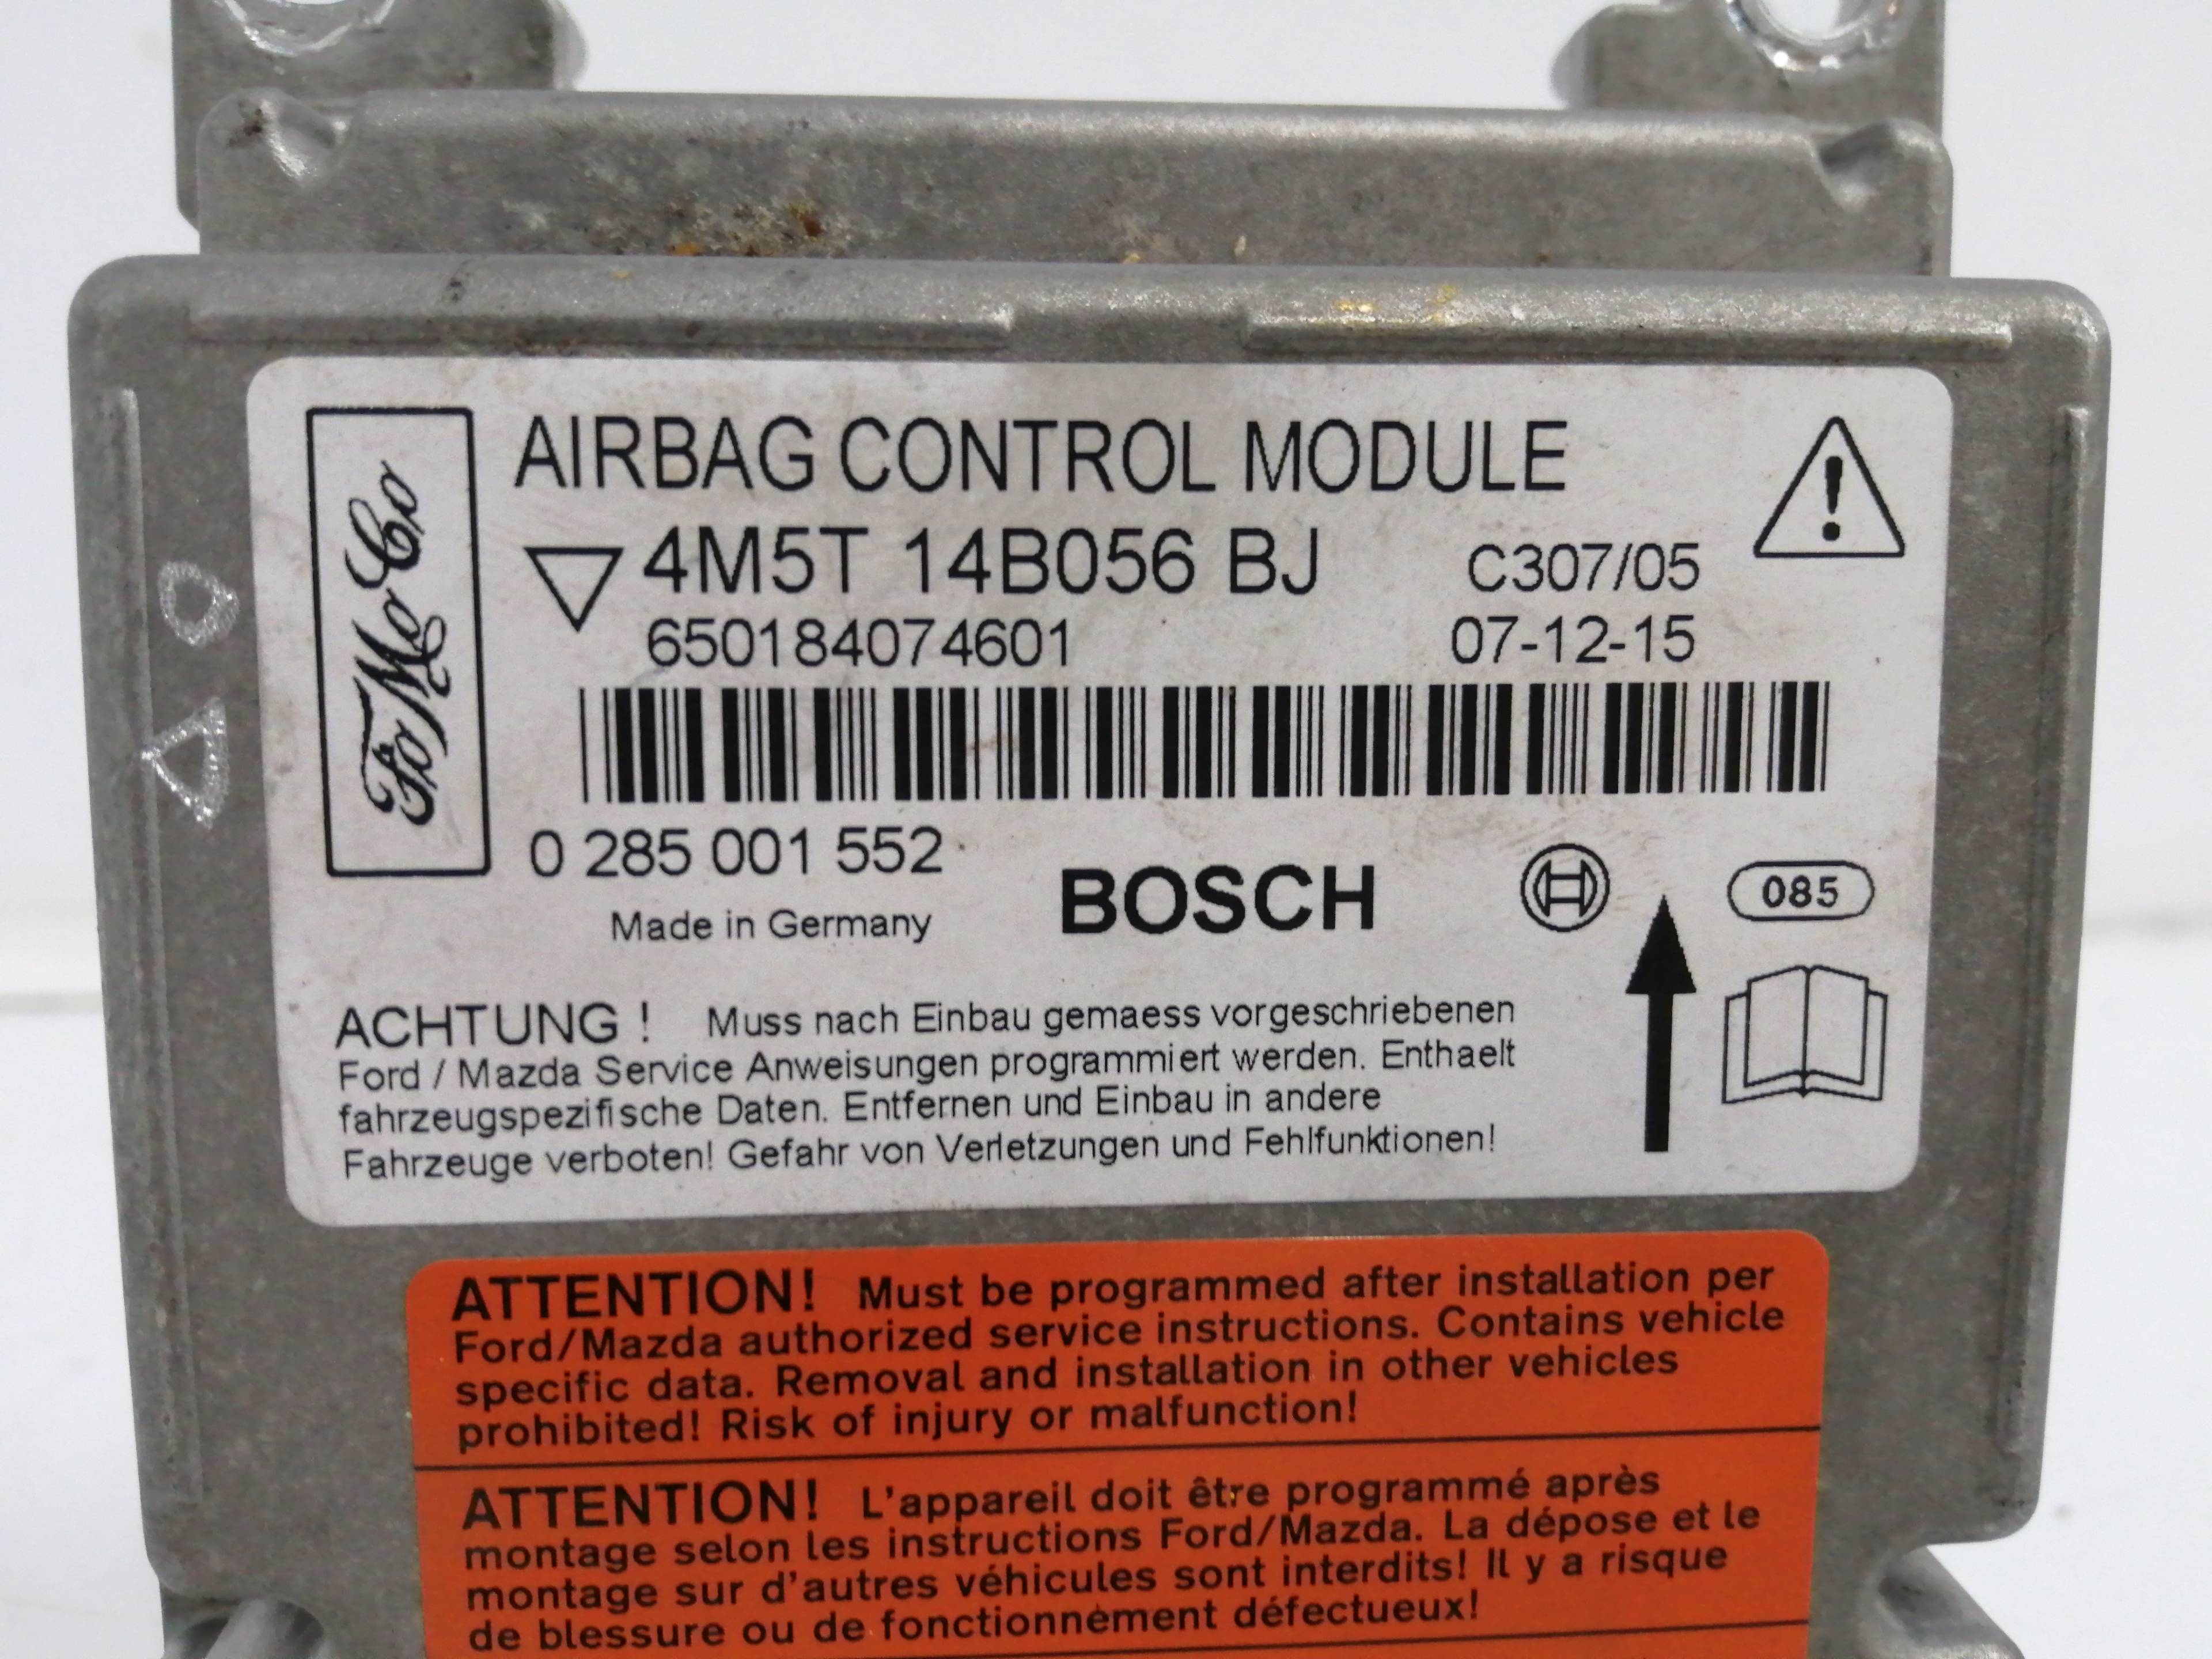 FoMoCo
AIRBAG CONTROL MODULE
4M5T 14B056 BJ
C307/05
650184074601
07-12-15
0 285 001 552
Made in Germany
BOSCH
085
ACHTUNG ! Muss nach Einbau gemaess vorgeschriebenen
Ford / Mazda Service Anweisungen programmiert werden. Enthaelt
fahrzeugspezifische Daten. Entfernen und Einbau in andere
Fahrzeuge verboten! Gefahr von Verletzungen und Fehlfunktionen!
ATTENTION! Must be programmed after installation per
Ford/Mazda authorized service instructions. Contains vehicle
specific data. Removal and installation in other vehicles
prohibited! Risk of injury or malfunction!
ATTENTION! L'appareil doit être programmé après
montage selon les instructions Ford/Mazda. La dépose et le
montage sur d'autres véhicules sont interdits! Il y a risque
de blessure ou de fonctionnement défectueux!